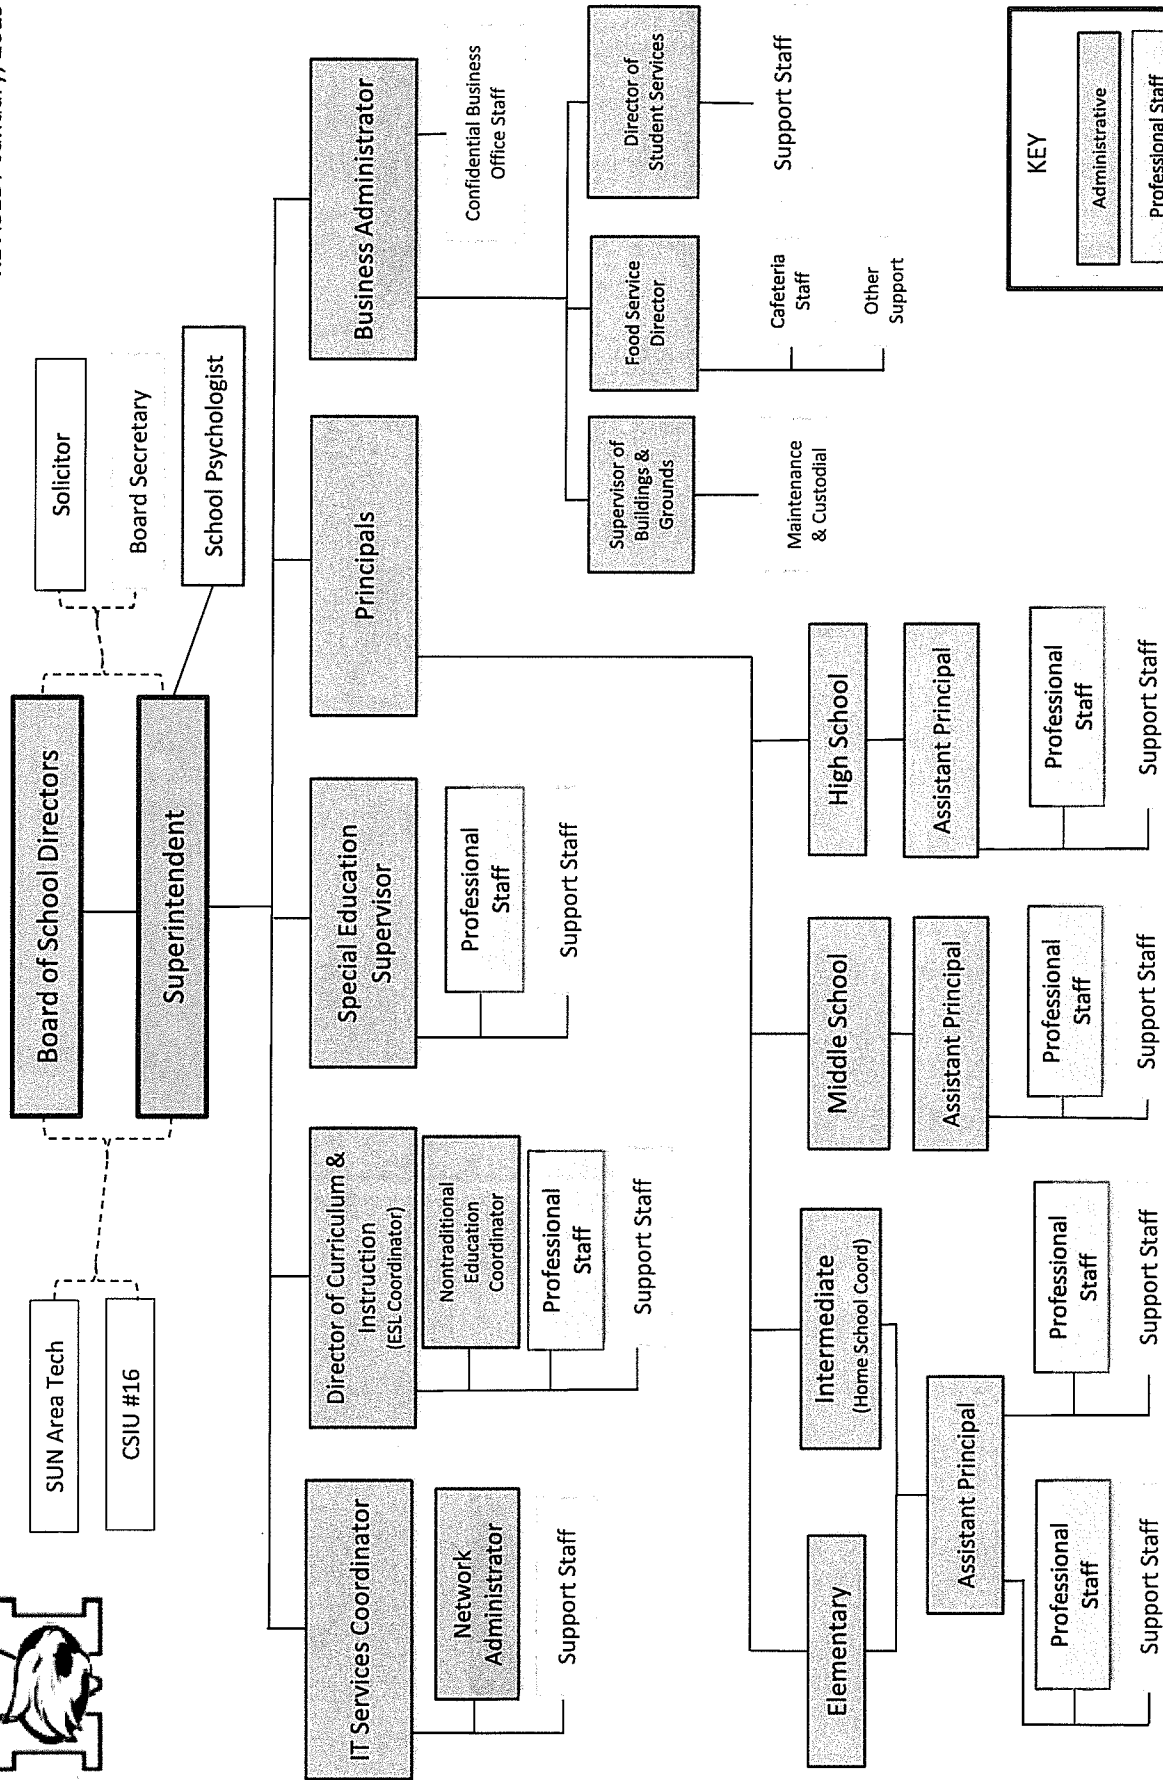 Solicitor
Board Secretary
School Psychologist
Board of School Directors
Superintendent
SUN Area Tech
CSIU #16
IT Services Coordinator
Network
Administrator
Support Staff
Director of Curriculum &
Instruction
(ESL Coordinator)
Nontraditional
Education
Coordinator
Professional
Staff
Support Staff
Special Education
Supervisor
Professional
Staff
Support Staff
Principals
Business Administrator
Confidential Business
Office Staff
Supervisor of
Buildings &
Grounds
Maintenance
& Custodial
Food Service
Director
Cafeteria
Staff
Other
Support
Director of
Student Services
Support Staff
Elementary
Intermediate
(Home School Coord)
Assistant Principal
Professional
Staff
Support Staff
Professional
Staff
Support Staff
Middle School
Assistant Principal
Professional
Staff
Support Staff
High School
Assistant Principal
Professional
Staff
Support Staff
KEY
Administrative
Professional Staff